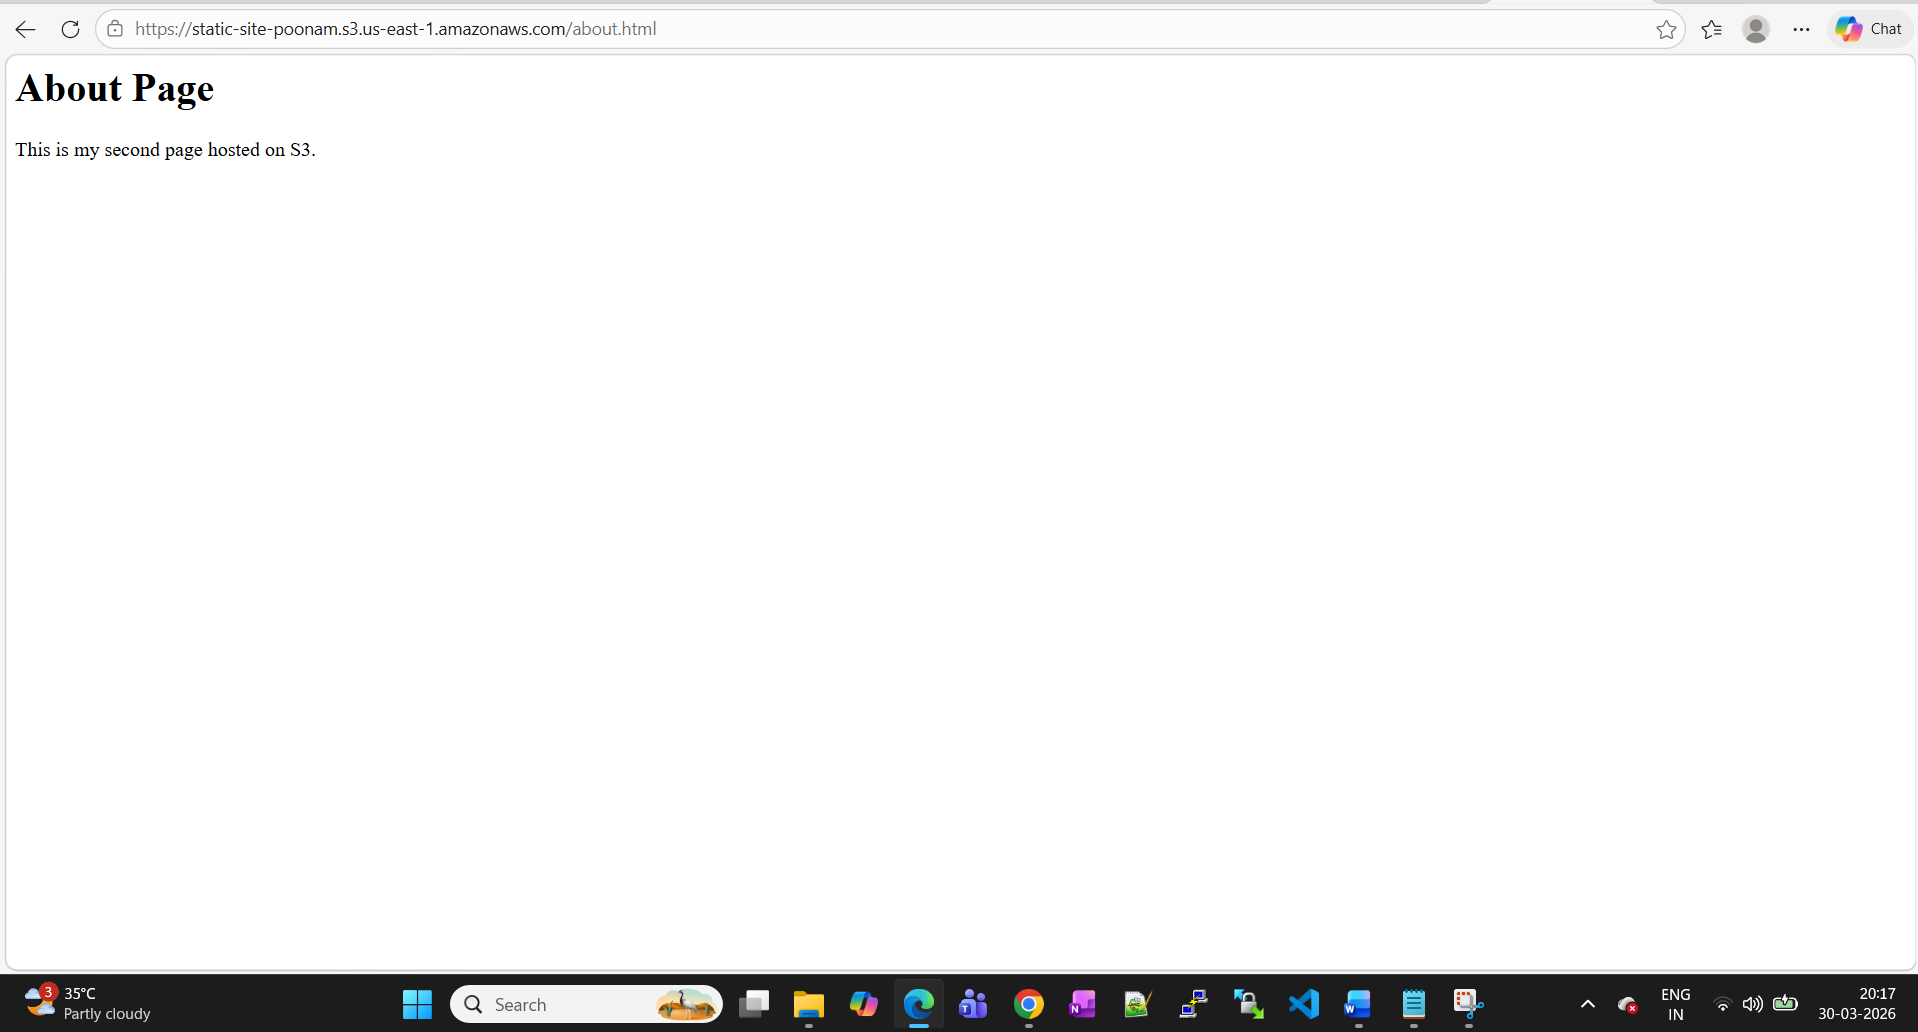 https://static-site-poonam.s3.us-east-1.amazonaws.com/about.html
Chat
About Page
This is my second page hosted on S3.
3
35°C
Partly cloudy
Search
ENG
IN
20:17
30-03-2026